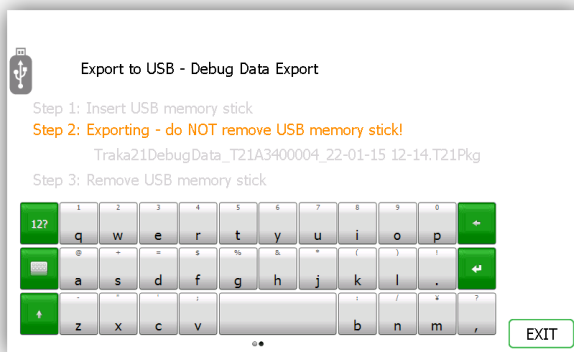 Export to USB - Debug Data Export
Step 1: Insert USB memory stick
Step 2: Exporting - do NOT remove USB memory stick!
Traka21DebugData_T21A3400004_22-01-15 12-14.T21Pkg
Step 3: Remove USB memory stick
1 2 3 4 5 6 7 8 9 0
12? q w e r t y u i o p
@ + = $ % & * ( ) !
a s d f g h j k l .
- " ' : : / ¥ ?
z x c v b n m ,
EXIT